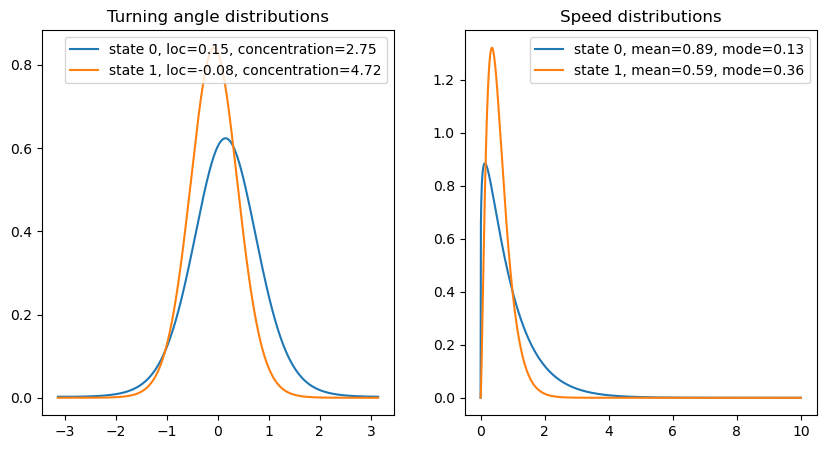 Turning angle distributions
state 0, loc=0.15, concentration=2.75
state 1, loc=-0.08, concentration=4.72
0.8
0.6
0.4
0.2
0.0
−3 −2 −1 0 1 2 3
Speed distributions
state 0, mean=0.89, mode=0.13
state 1, mean=0.59, mode=0.36
1.2
1.0
0.8
0.6
0.4
0.2
0.0
0 2 4 6 8 10